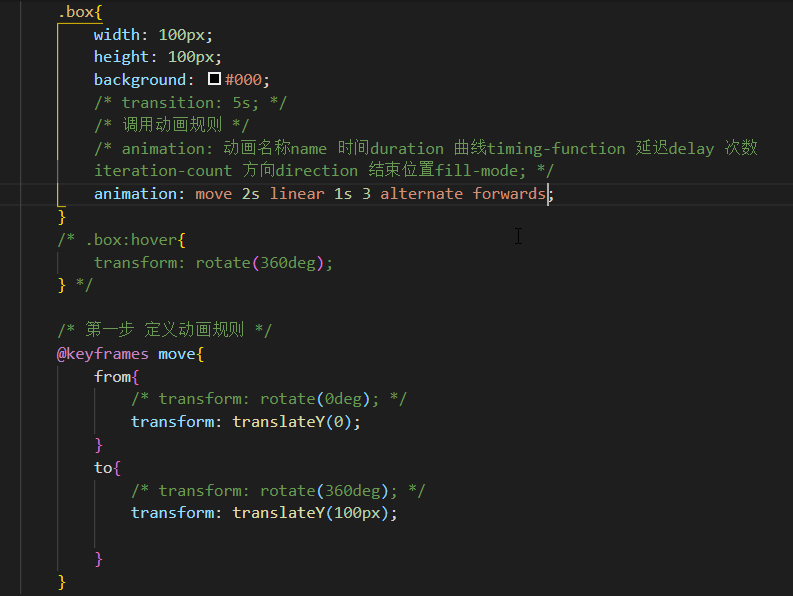 .box{
width: 100px;
height: 100px;
background: #000;
/* transition: 5s; */
/* 调用动画规则 */
/* animation: 动画名称name 时间duration 曲线timing-function 延迟delay 次数
iteration-count 方向direction 结束位置fill-mode; */
animation: move 2s linear 1s 3 alternate forwards;
}
/* .box:hover{
transform: rotate(360deg);
} */
/* 第一步 定义动画规则 */
@keyframes move{
from{
/* transform: rotate(0deg); */
transform: translateY(0);
}
to{
/* transform: rotate(360deg); */
transform: translateY(100px);
}
}